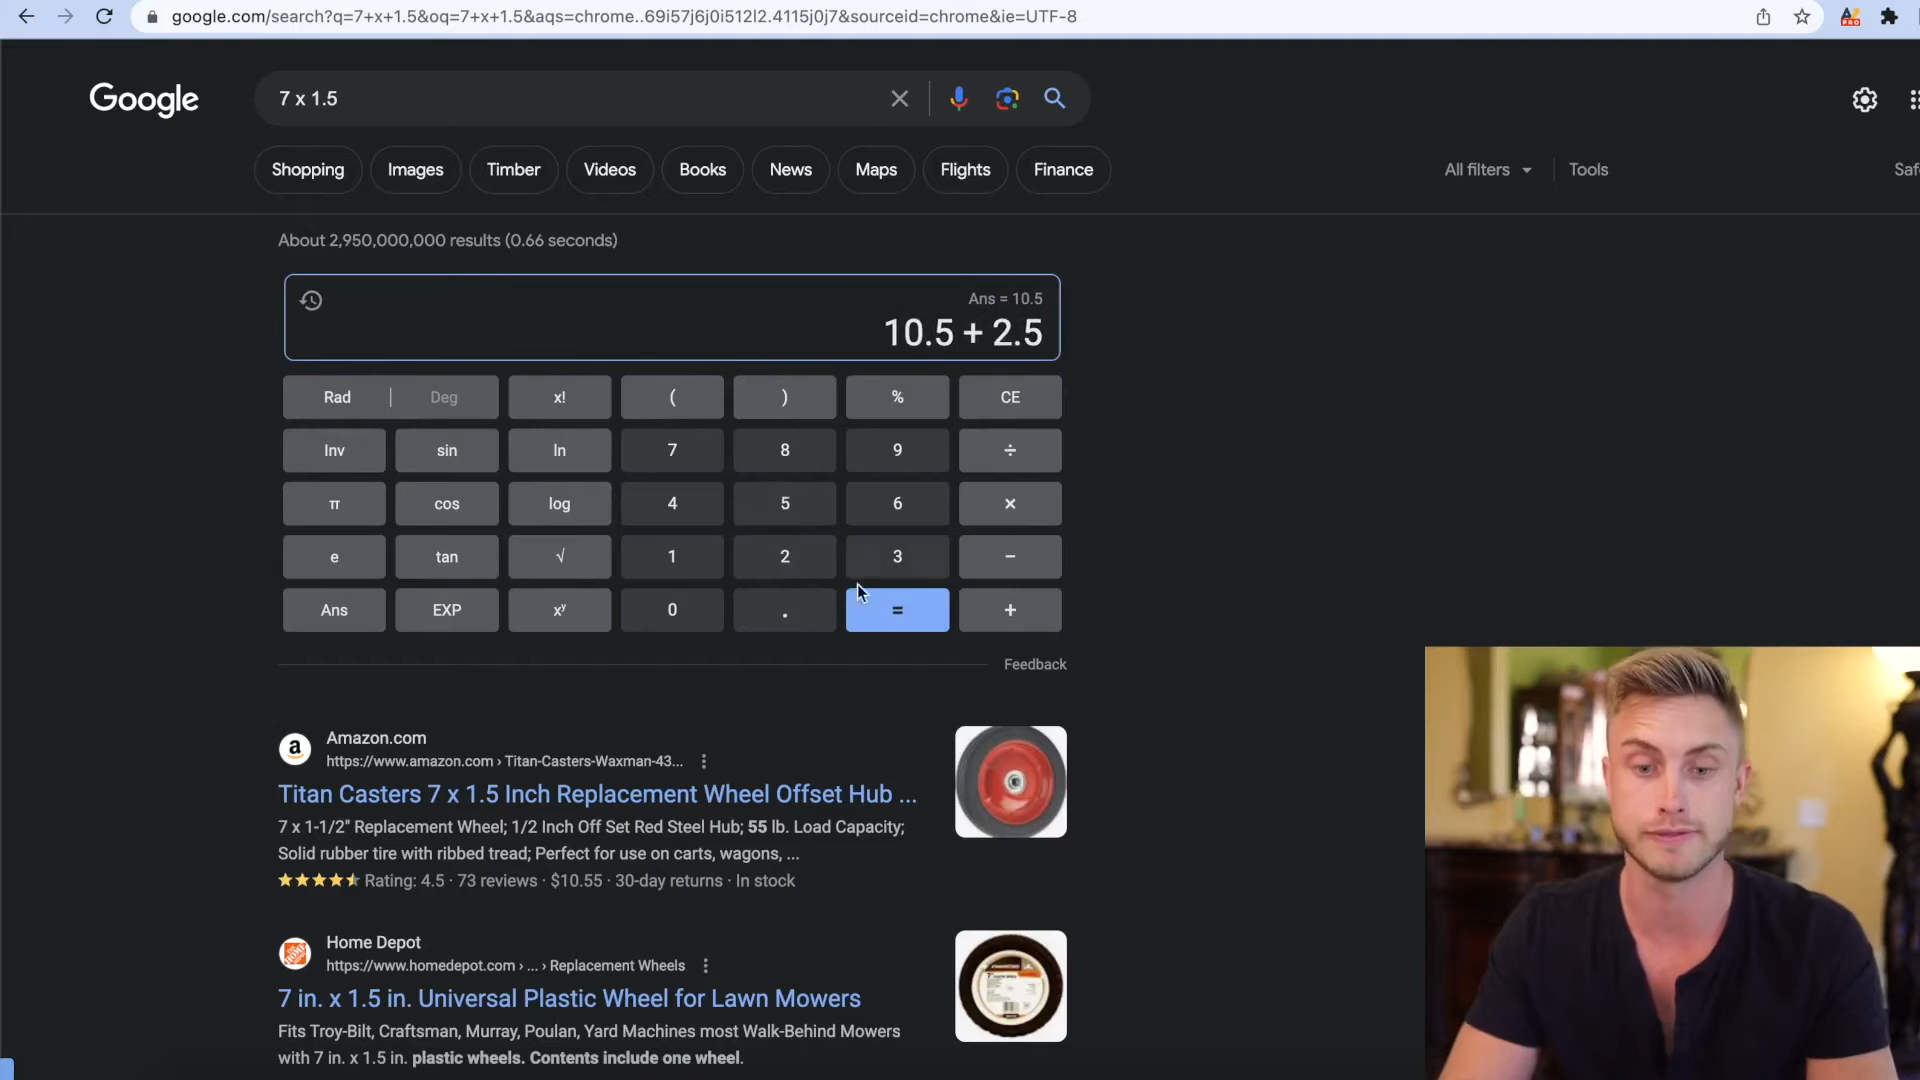 google.com/search?q=7+x+1.5&oq=7+x+1.5&aqs=chrome..69i57j6j0i512l2.4115j0j7&sourceid=chrome&ie=UTF-8
Google
7 x 1.5
Shopping
Images
Timber
Videos
Books
News
Maps
Flights
Finance
All filters
Tools
Saf
About 2,950,000,000 results (0.66 seconds)
Ans = 10.5
10.5 + 2.5
Rad | Deg x! ( ) % CE
Inv sin ln 7 8 9 ÷
π cos log 4 5 6 ×
e tan √ 1 2 3 −
Ans EXP xʸ 0 . = +
Feedback
Amazon.com
https://www.amazon.com › Titan-Casters-Waxman-43...
Titan Casters 7 x 1.5 Inch Replacement Wheel Offset Hub ...
7 x 1-1/2" Replacement Wheel; 1/2 Inch Off Set Red Steel Hub; 55 lb. Load Capacity;
Solid rubber tire with ribbed tread; Perfect for use on carts, wagons, ...
Rating: 4.5 · 73 reviews · $10.55 · 30-day returns · In stock
Home Depot
https://www.homedepot.com › ... › Replacement Wheels
7 in. x 1.5 in. Universal Plastic Wheel for Lawn Mowers
Fits Troy-Bilt, Craftsman, Murray, Poulan, Yard Machines most Walk-Behind Mowers
with 7 in. x 1.5 in. plastic wheels. Contents include one wheel.